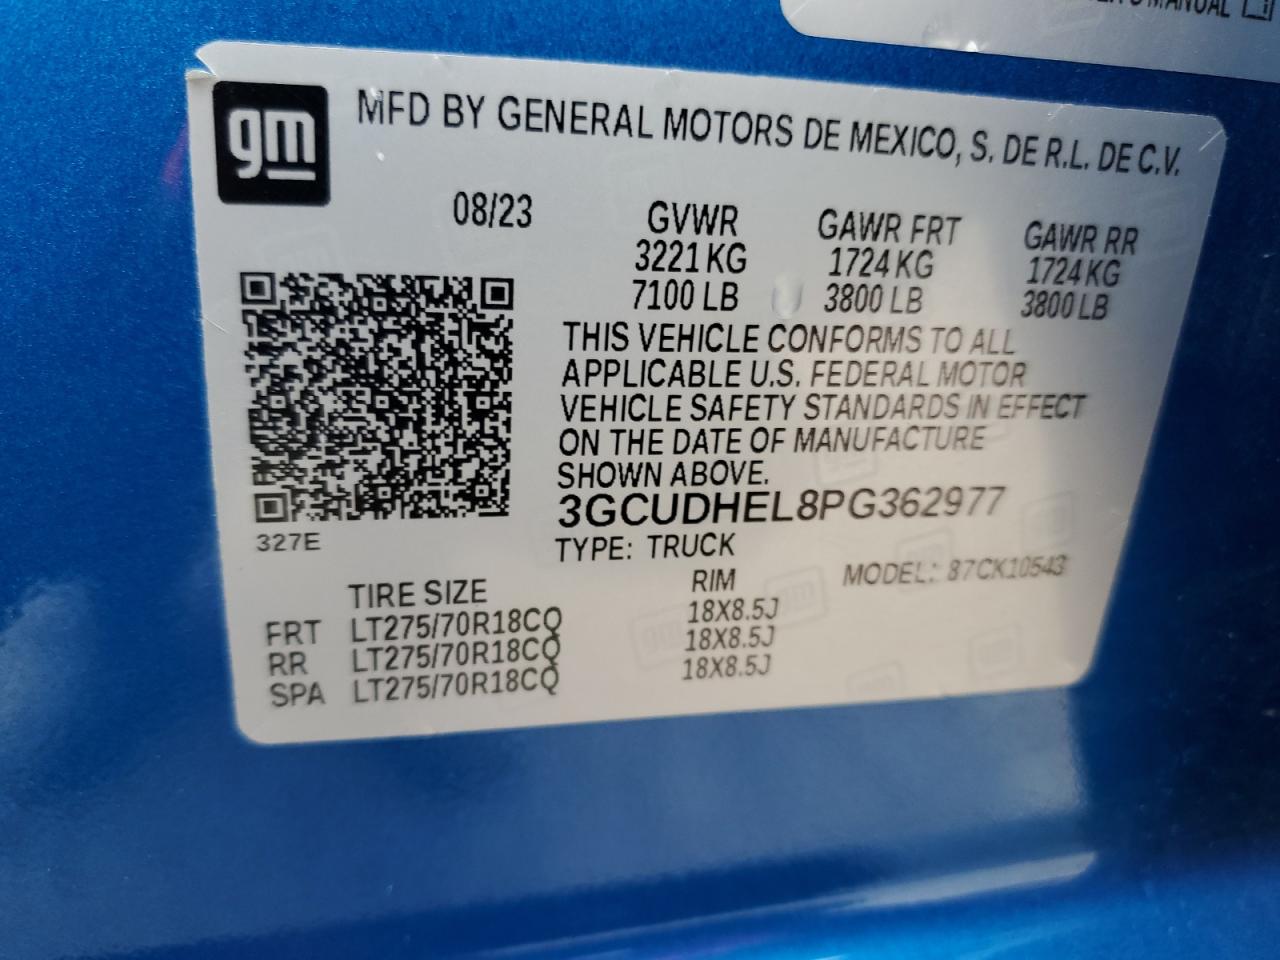 ER'S MANUAL
gm
MFD BY GENERAL MOTORS DE MEXICO, S. DE R.L. DE C.V.
08/23
GVWR GAWR FRT GAWR RR
3221 KG 1724 KG 1724 KG
7100 LB 3800 LB 3800 LB
THIS VEHICLE CONFORMS TO ALL
APPLICABLE U.S. FEDERAL MOTOR
VEHICLE SAFETY STANDARDS IN EFFECT
ON THE DATE OF MANUFACTURE
SHOWN ABOVE.
3GCUDHEL8PG362977
327E
TYPE: TRUCK
MODEL: 87CK10543
TIRE SIZE RIM
FRT LT275/70R18CQ 18X8.5J
RR LT275/70R18CQ 18X8.5J
SPA LT275/70R18CQ 18X8.5J